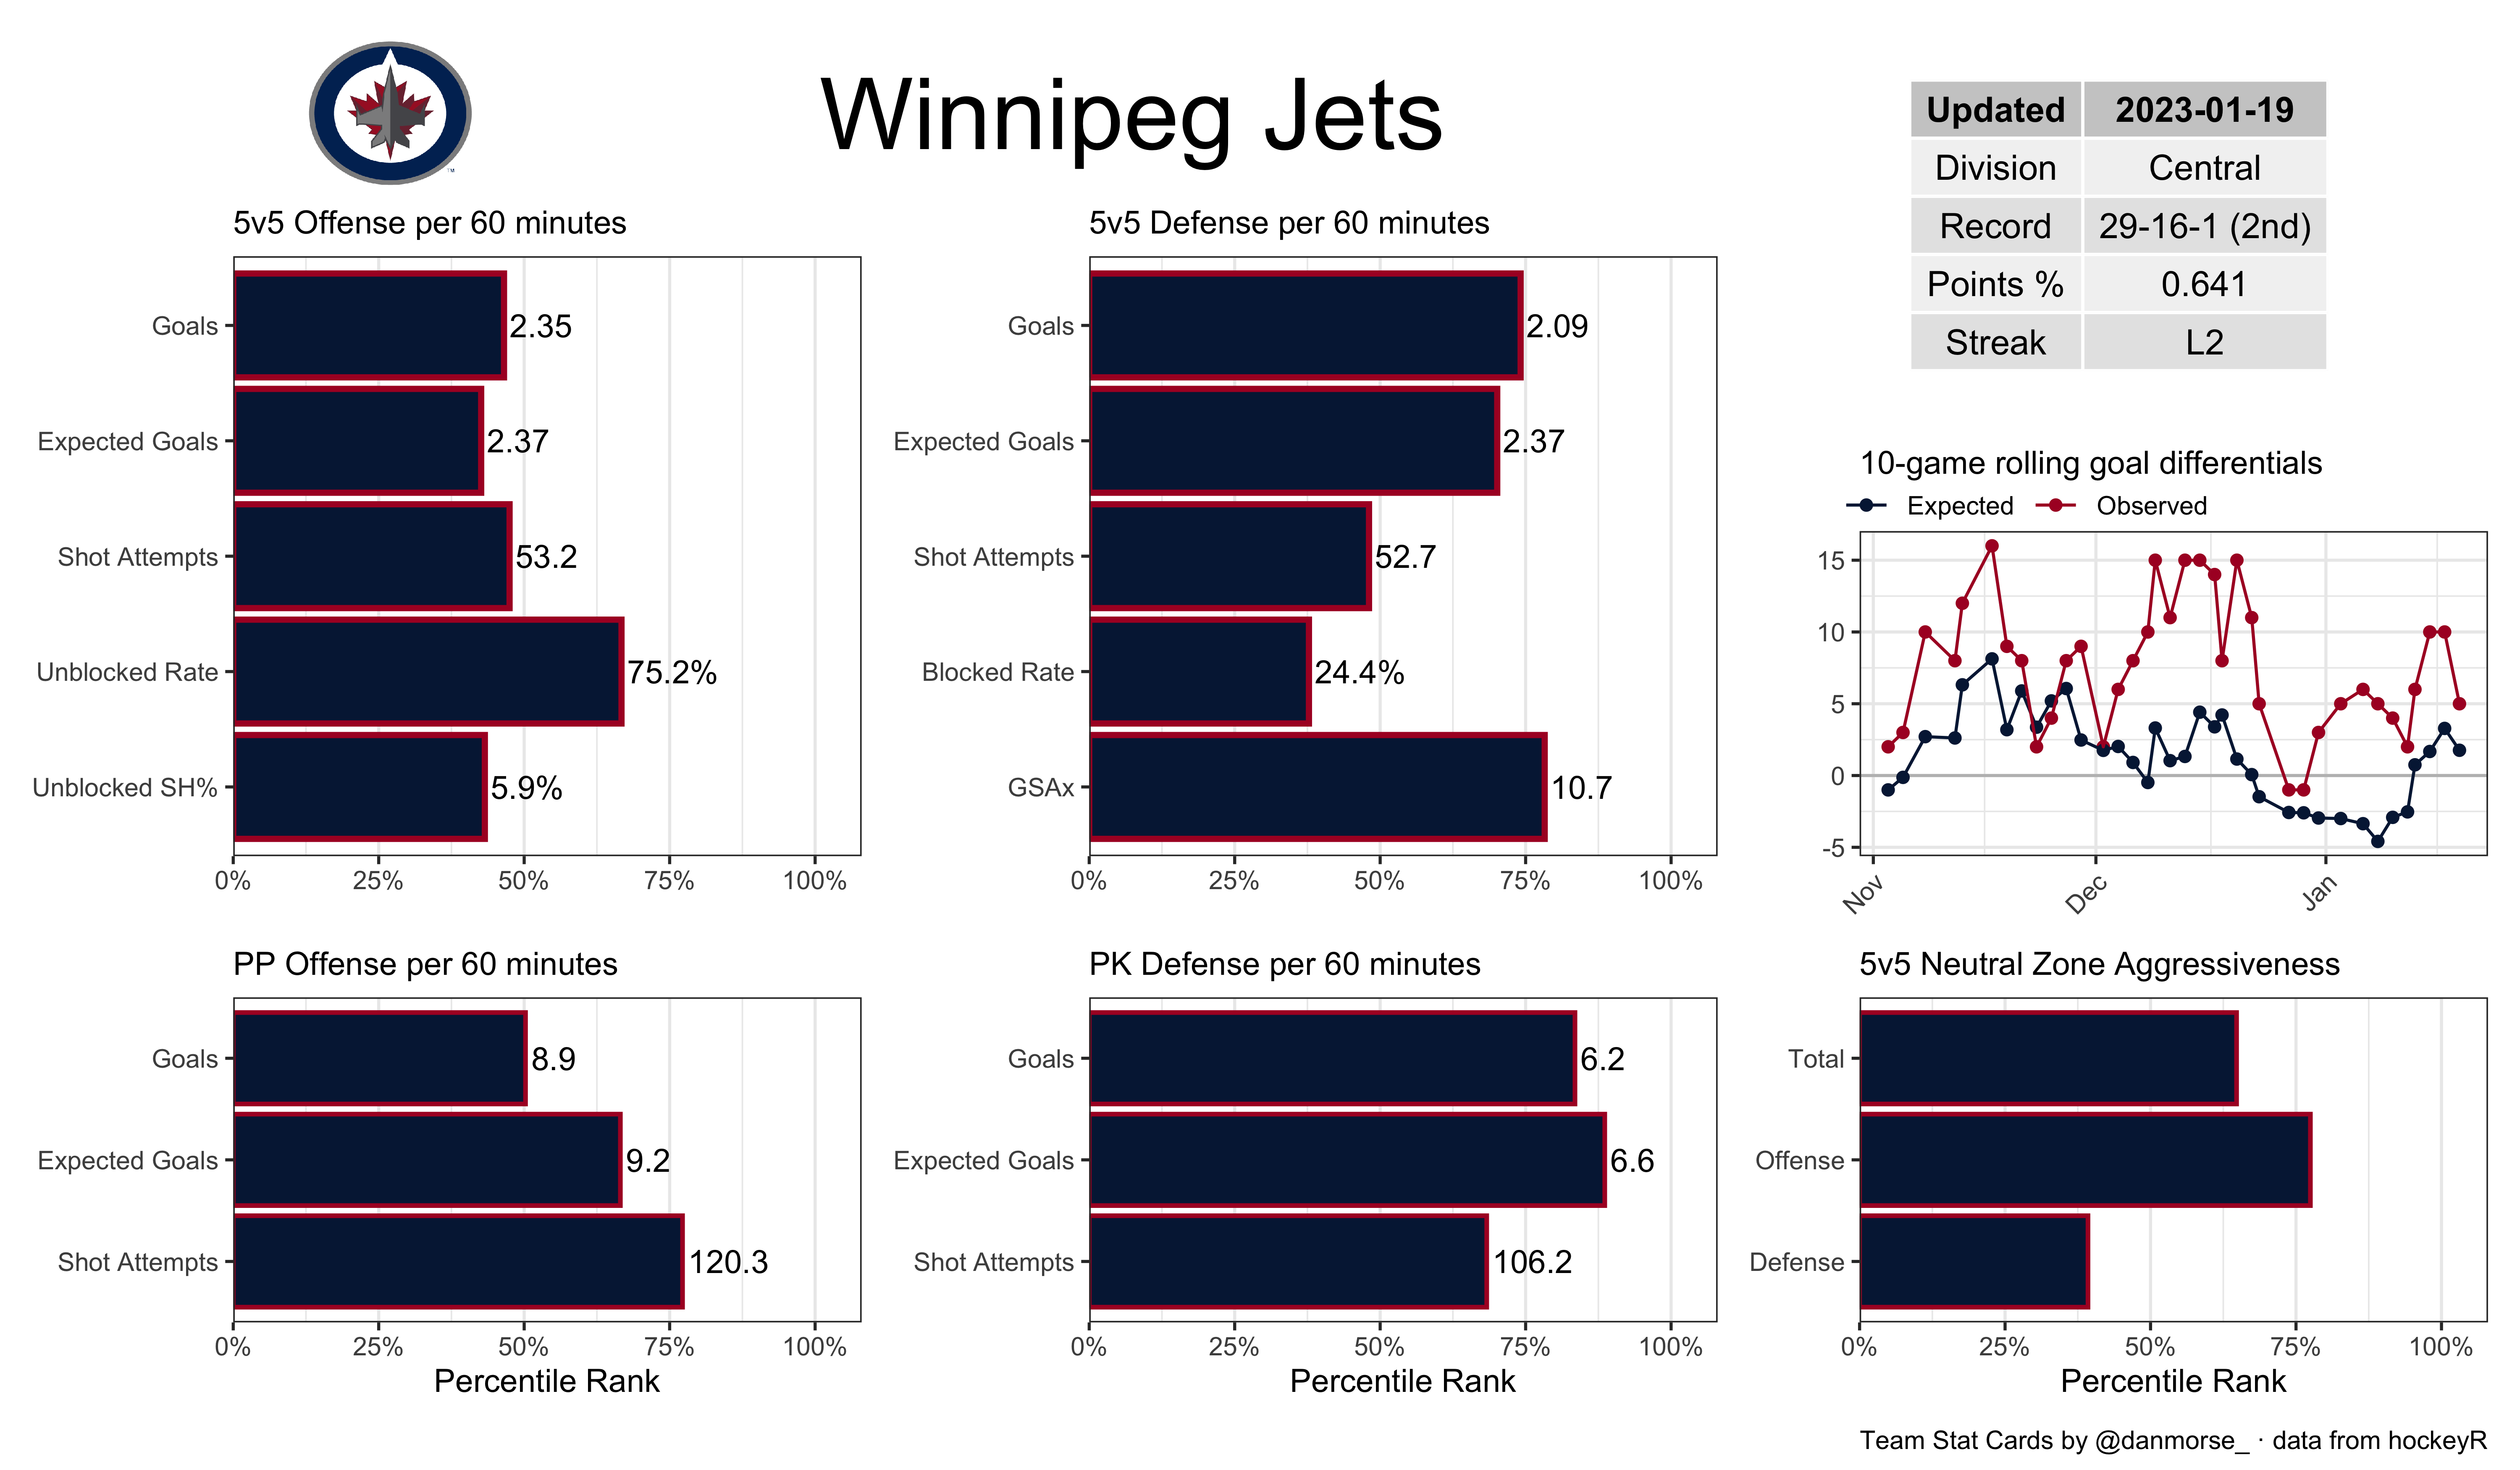 Winnipeg Jets
TM
Updated 2023-01-19
Division Central
Record 29-16-1 (2nd)
Points % 0.641
Streak L2
5v5 Offense per 60 minutes
Goals 2.35
Expected Goals 2.37
Shot Attempts 53.2
Unblocked Rate 75.2%
Unblocked SH% 5.9%
0% 25% 50% 75% 100%
5v5 Defense per 60 minutes
Goals 2.09
Expected Goals 2.37
Shot Attempts 52.7
Blocked Rate 24.4%
GSAx 10.7
0% 25% 50% 75% 100%
10-game rolling goal differentials
Expected Observed
15
10
5
0
-5
Nov Dec Jan
PP Offense per 60 minutes
Goals 8.9
Expected Goals 9.2
Shot Attempts 120.3
0% 25% 50% 75% 100%
Percentile Rank
PK Defense per 60 minutes
Goals 6.2
Expected Goals 6.6
Shot Attempts 106.2
0% 25% 50% 75% 100%
Percentile Rank
5v5 Neutral Zone Aggressiveness
Total
Offense
Defense
0% 25% 50% 75% 100%
Percentile Rank
Team Stat Cards by @danmorse_ · data from hockeyR